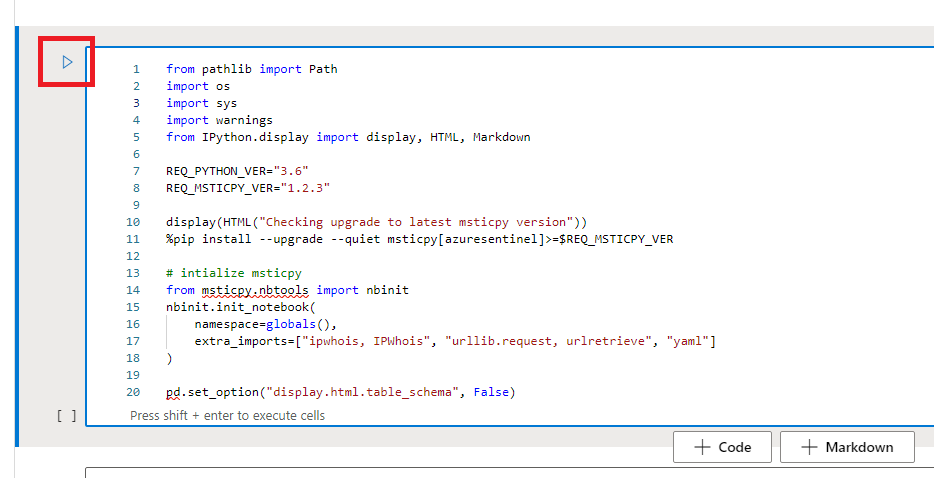 1 from pathlib import Path
2 import os
3 import sys
4 import warnings
5 from IPython.display import display, HTML, Markdown
6
7 REQ_PYTHON_VER="3.6"
8 REQ_MSTICPY_VER="1.2.3"
9
10 display(HTML("Checking upgrade to latest msticpy version"))
11 %pip install --upgrade --quiet msticpy[azuresentinel]>=$REQ_MSTICPY_VER
12
13 # intialize msticpy
14 from msticpy.nbtools import nbinit
15 nbinit.init_notebook(
16     namespace=globals(),
17     extra_imports=["ipwhois, IPWhois", "urllib.request, urlretrieve", "yaml"]
18 )
19
20 pd.set_option("display.html.table_schema", False)
[ ] Press shift + enter to execute cells
+ Code + Markdown